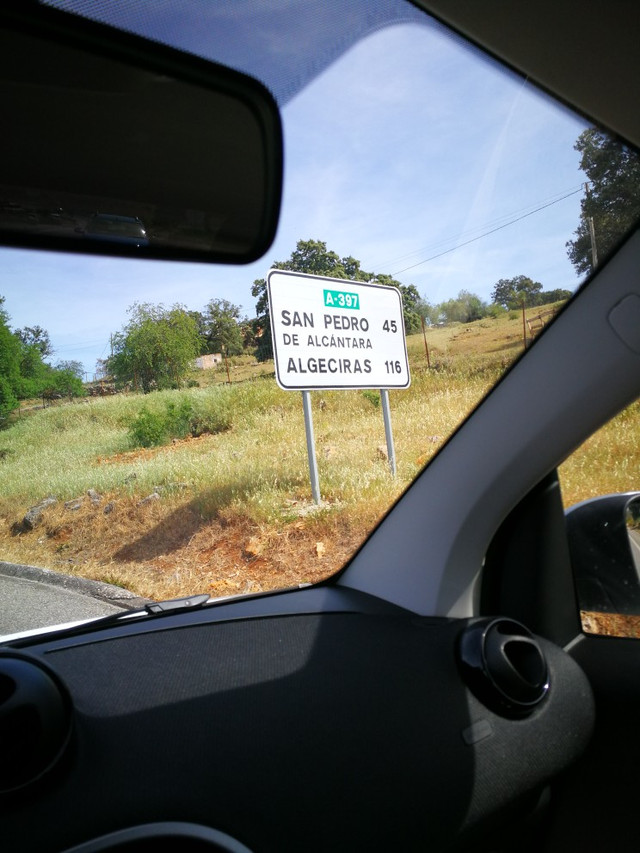 A-397
SAN PEDRO 45
DE ALCÁNTARA
ALGECIRAS 116